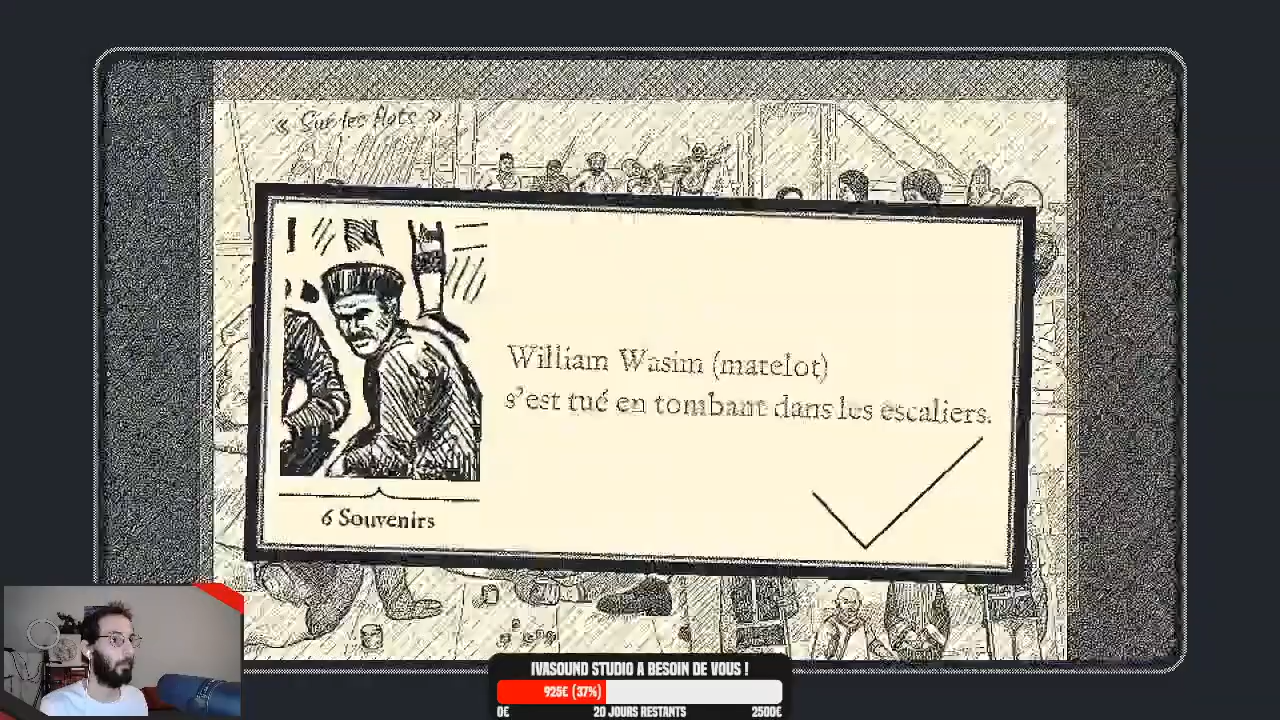 « Sur les flots »
William Wasim (matelot)
s'est tué en tombant dans les escaliers.
6 Souvenirs
IVASOUND STUDIO A BESOIN DE VOUS !
925€ (37%)
0€ 20 JOURS RESTANTS 2500€